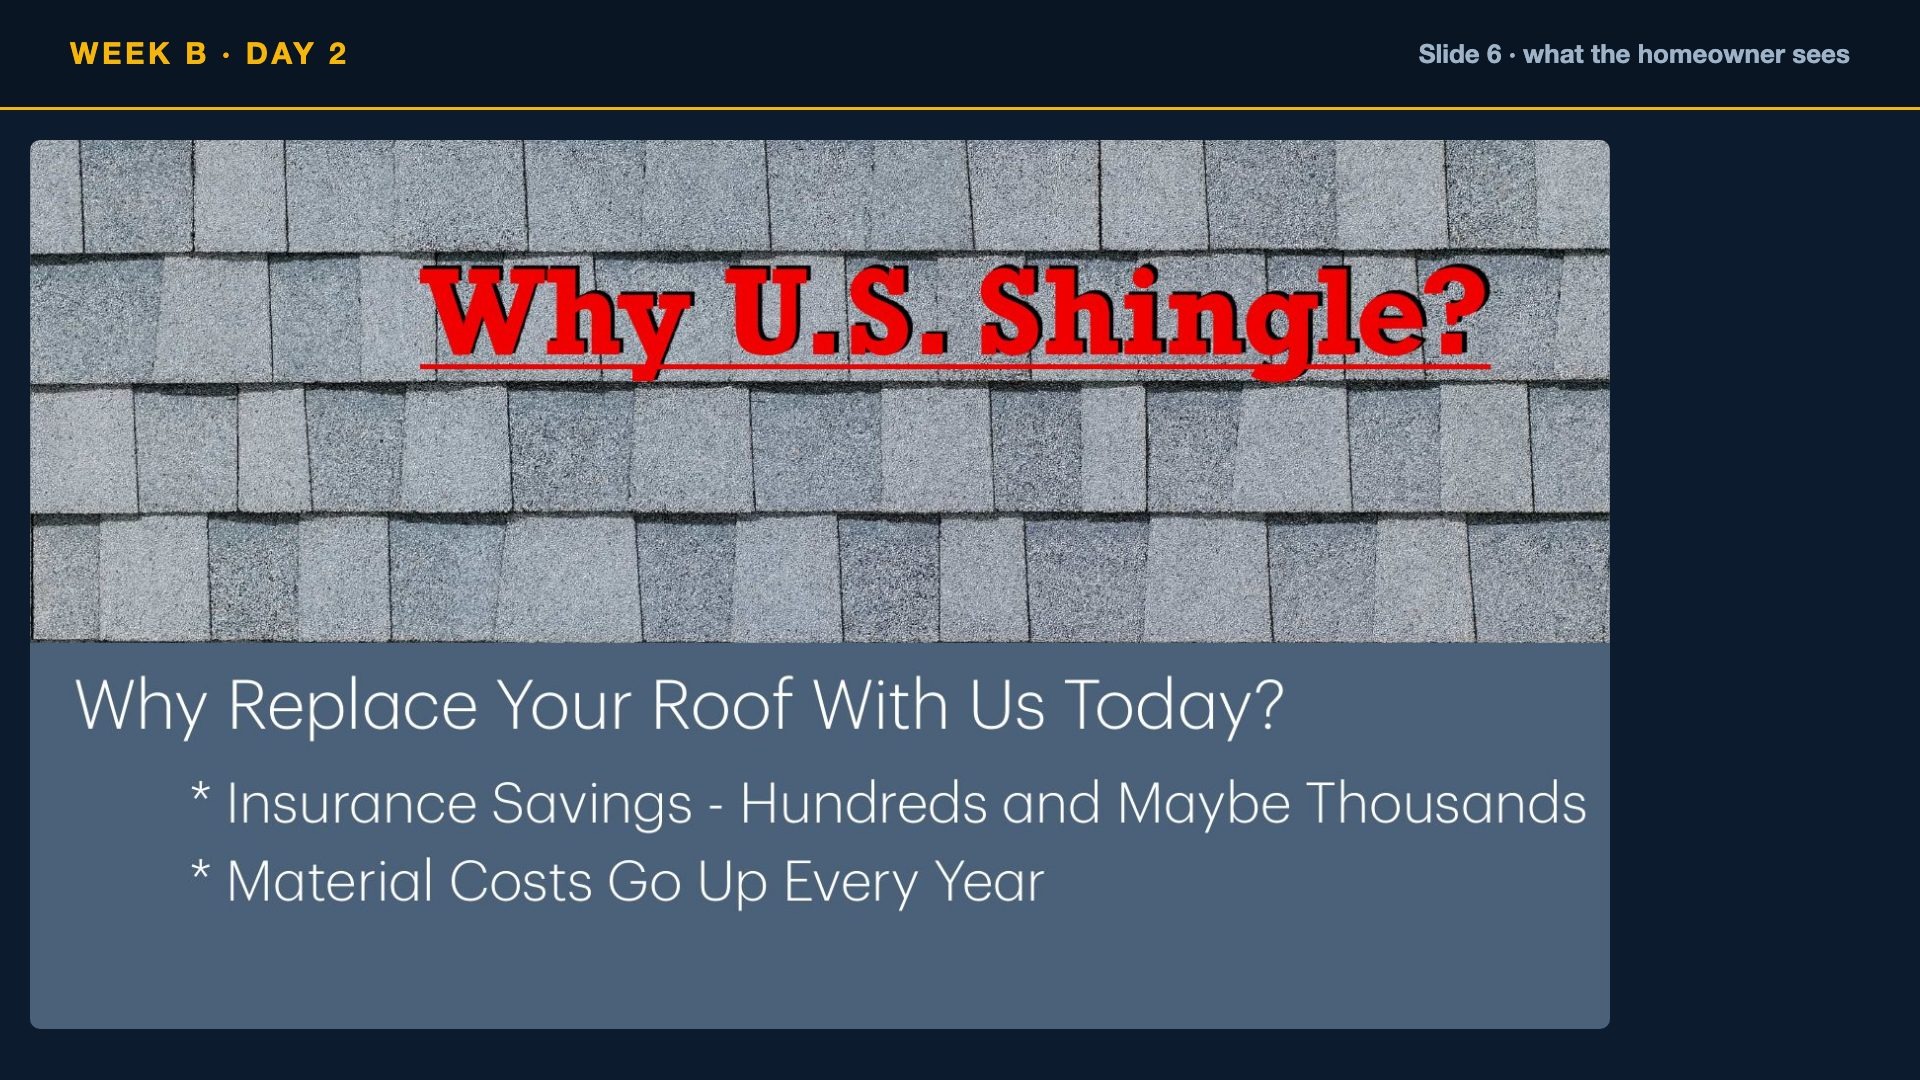 WEEK B · DAY 2
Slide 6 · what the homeowner sees
Why U.S. Shingle?
Why Replace Your Roof With Us Today?
* Insurance Savings - Hundreds and Maybe Thousands
* Material Costs Go Up Every Year